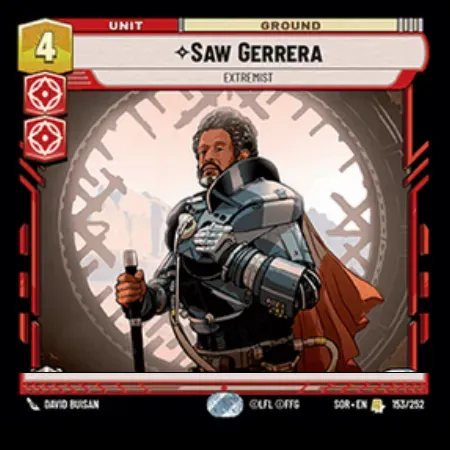 4
UNIT
GROUND
SAW GERRERA
EXTREMIST
DAVID BUISAN
©LFL ©FFG
SOR • EN
153/252